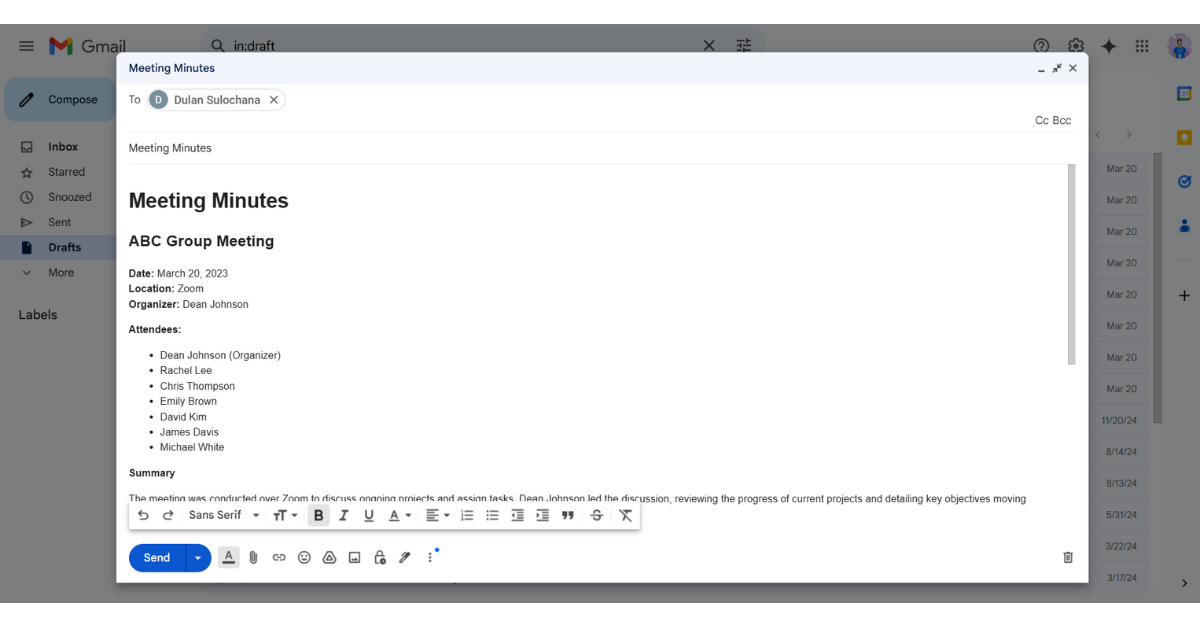 Gmail
in:draft
Meeting Minutes
Compose
To D Dulan Sulochana
Cc Bcc
Inbox
Starred
Snoozed
Sent
Drafts
More
Labels
Meeting Minutes
Meeting Minutes
ABC Group Meeting
Date: March 20, 2023
Location: Zoom
Organizer: Dean Johnson
Attendees:
Dean Johnson (Organizer)
Rachel Lee
Chris Thompson
Emily Brown
David Kim
James Davis
Michael White
Summary
The meeting was conducted over Zoom to discuss ongoing projects and assign tasks. Dean Johnson led the discussion, reviewing the progress of current projects and detailing key objectives moving
Sans Serif
Send
Mar 20
Mar 20
Mar 20
Mar 20
Mar 20
Mar 20
Mar 20
Mar 20
11/20/24
8/14/24
8/13/24
5/31/24
3/22/24
3/17/24
31